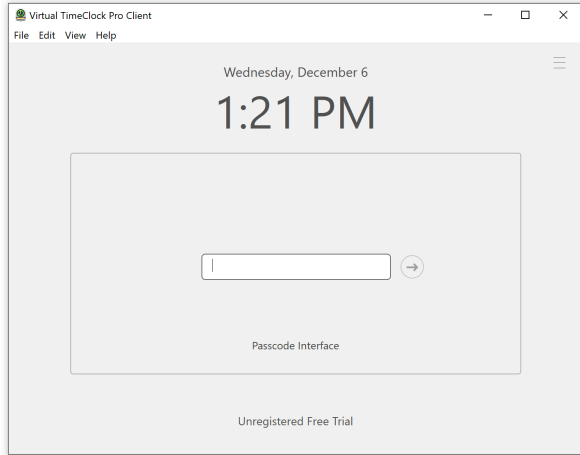 Virtual TimeClock Pro Client
File Edit View Help
Wednesday, December 6
1:21 PM
Passcode Interface
Unregistered Free Trial